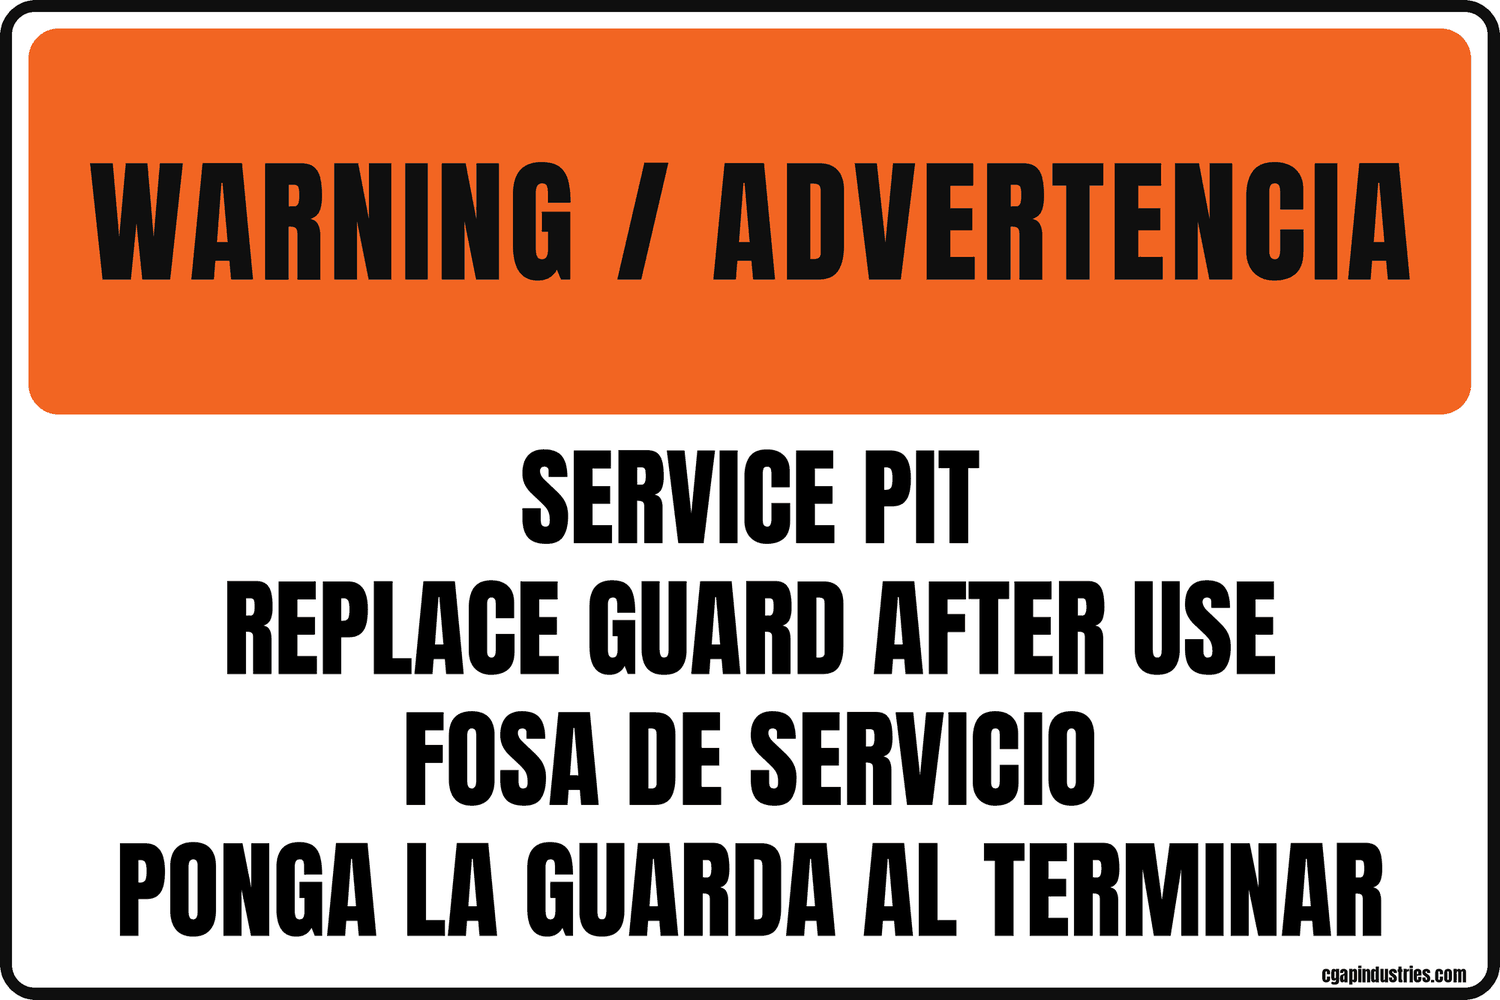 WARNING / ADVERTENCIA
SERVICE PIT
REPLACE GUARD AFTER USE
FOSA DE SERVICIO
PONGA LA GUARDA AL TERMINAR
cgapindustries.com